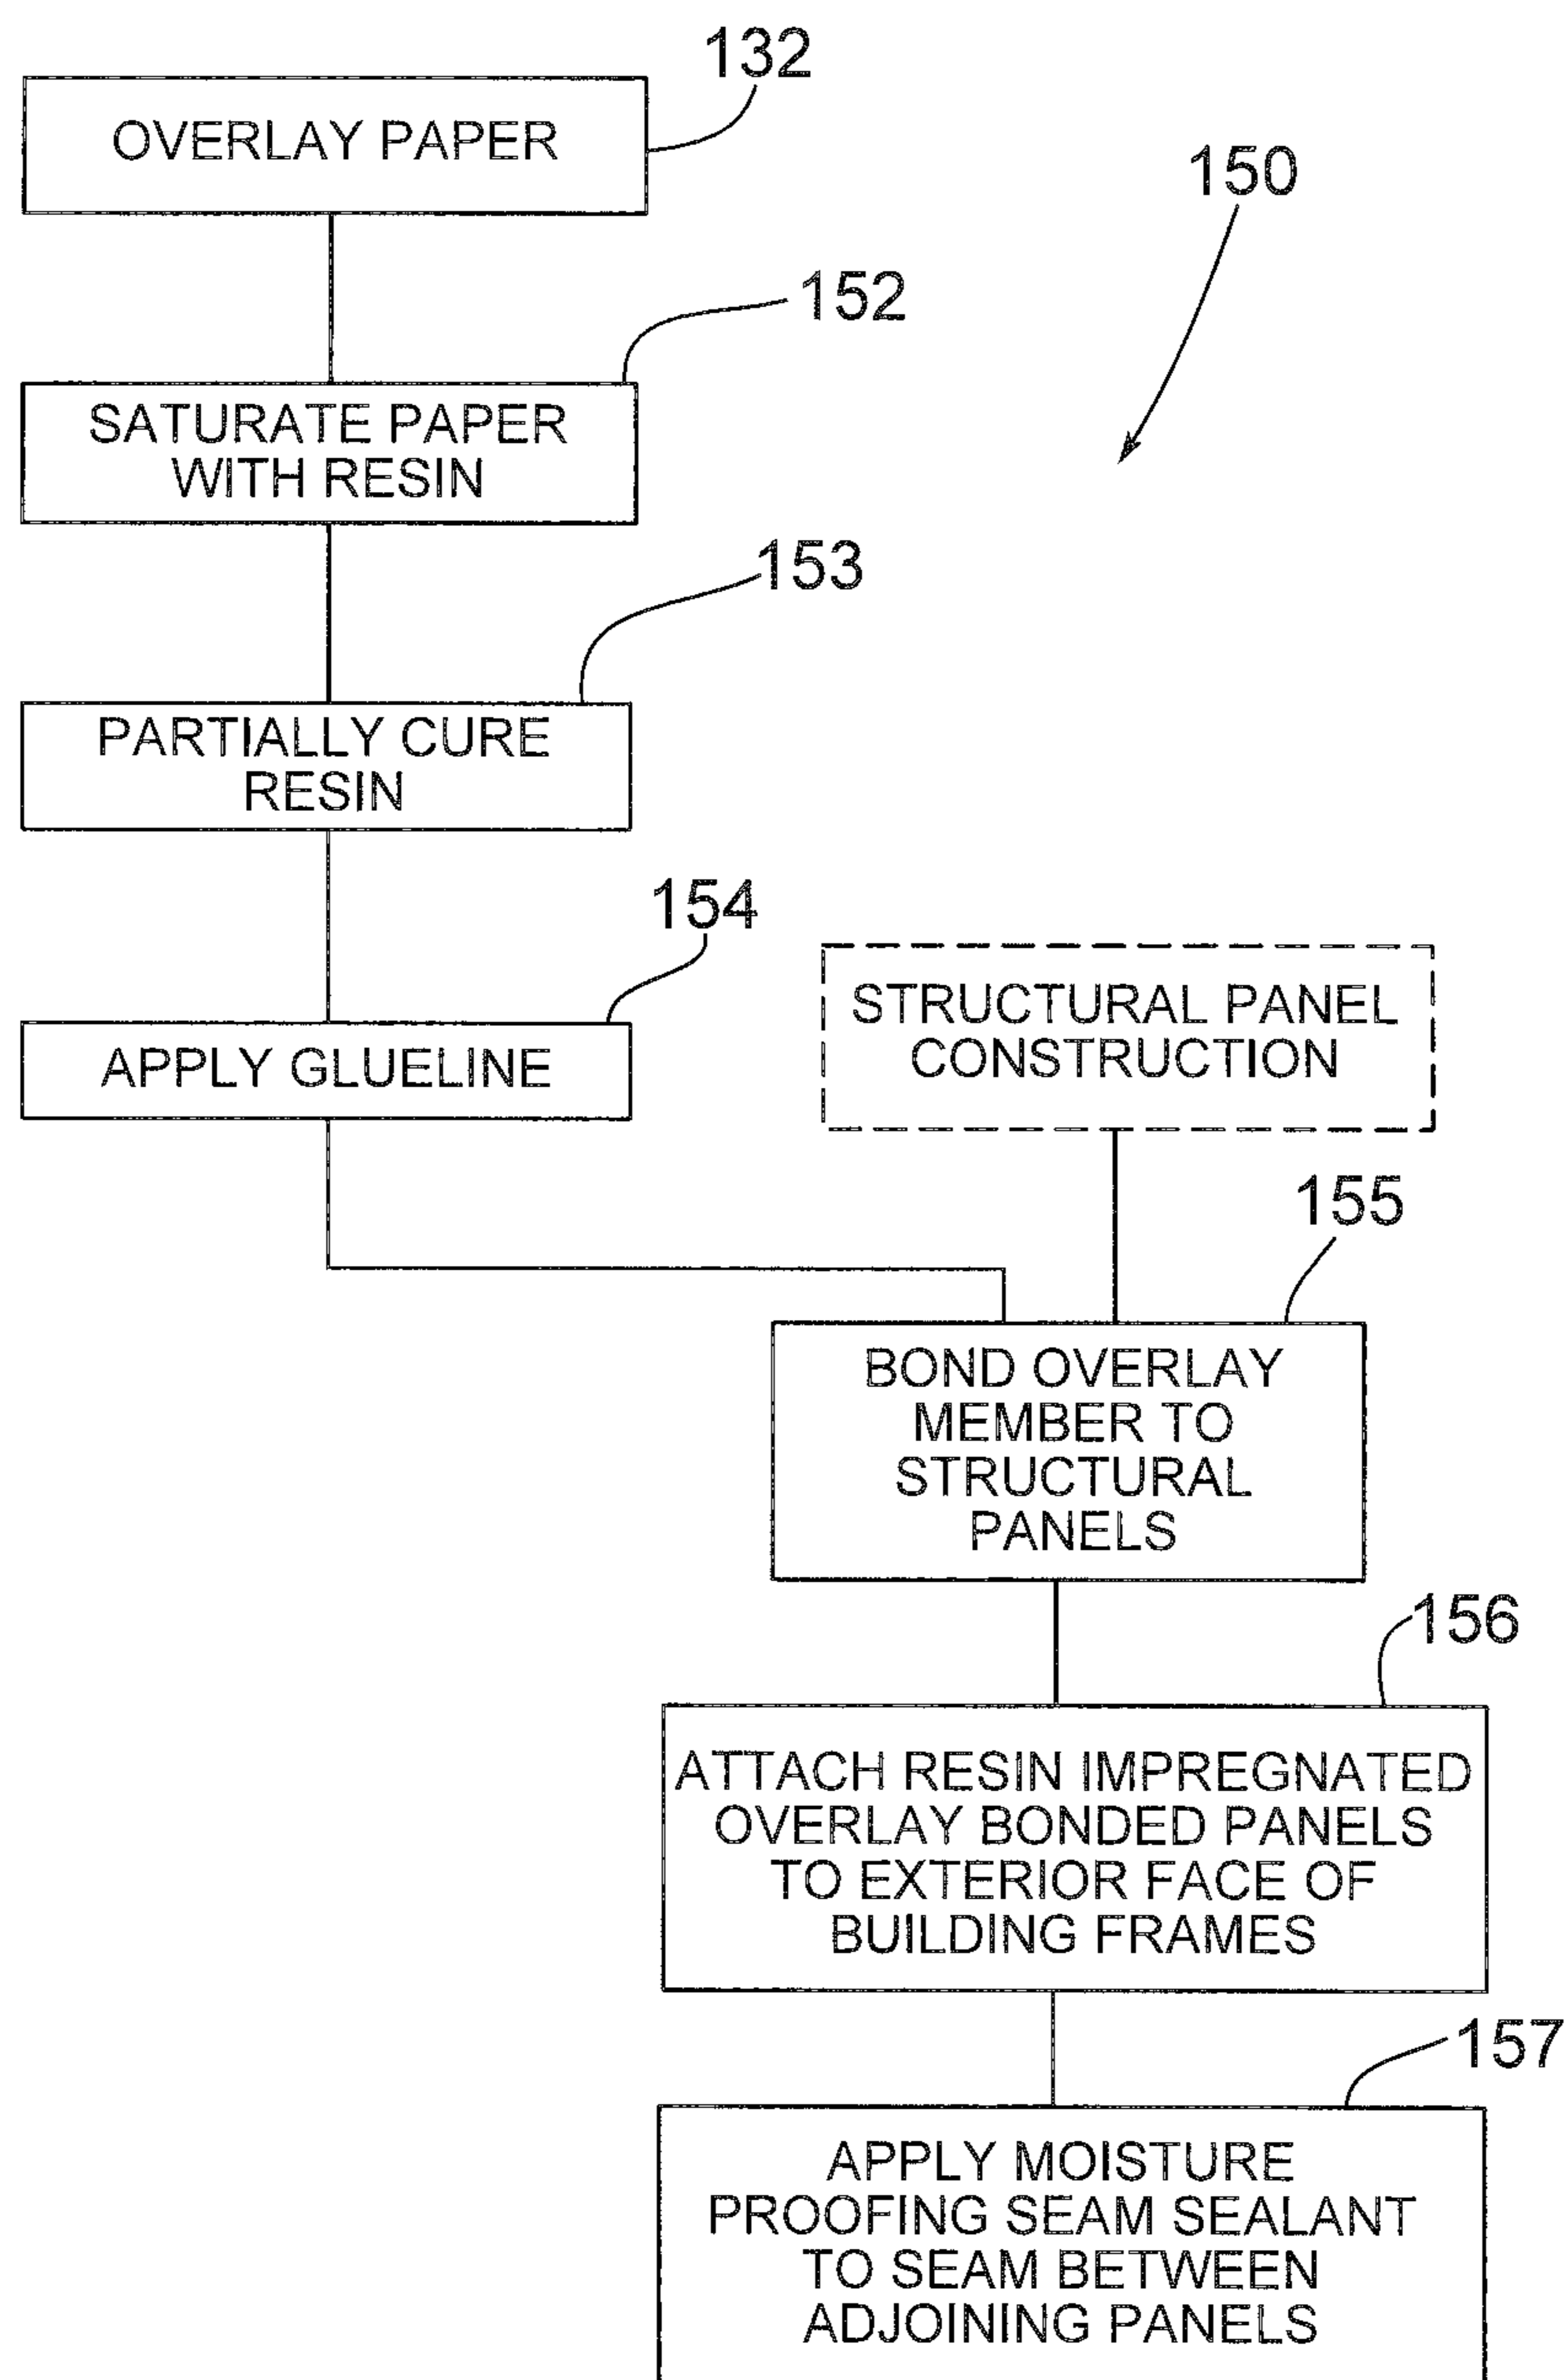 132
OVERLAY PAPER
150
152
SATURATE PAPER
WITH RESIN
153
PARTIALLY CURE
RESIN
154
APPLY GLUELINE
STRUCTURAL PANEL
CONSTRUCTION
155
BOND OVERLAY
MEMBER TO
STRUCTURAL
PANELS
156
ATTACH RESIN IMPREGNATED
OVERLAY BONDED PANELS
TO EXTERIOR FACE OF
BUILDING FRAMES
157
APPLY MOISTURE
PROOFING SEAM SEALANT
TO SEAM BETWEEN
ADJOINING PANELS